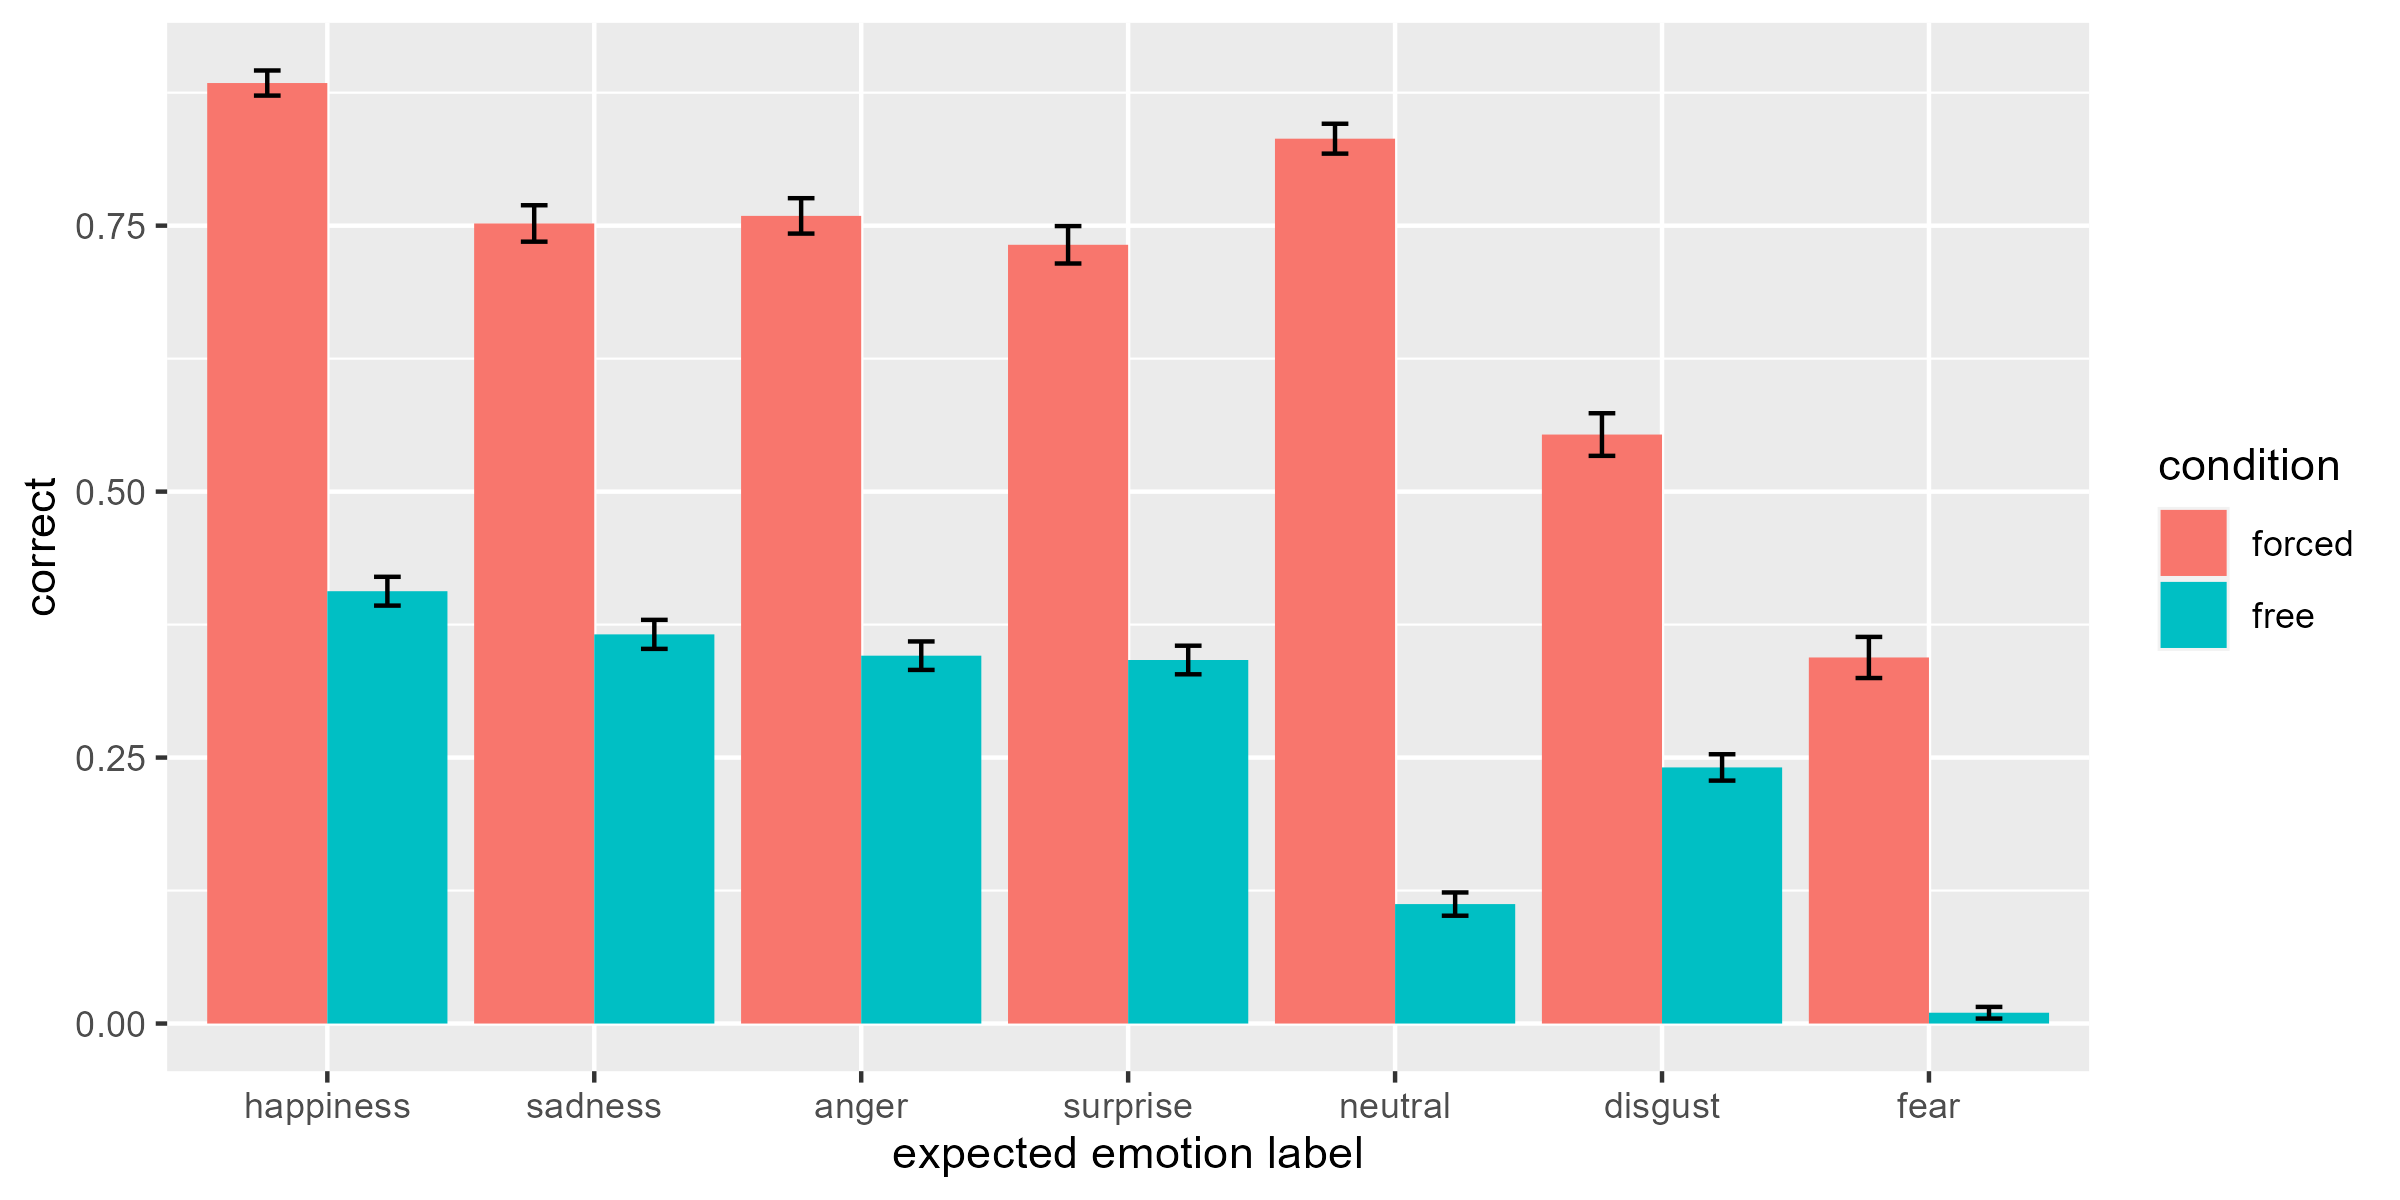 correct
0.75
0.50
0.25
0.00
happiness sadness anger surprise neutral disgust fear
expected emotion label
condition
forced
free